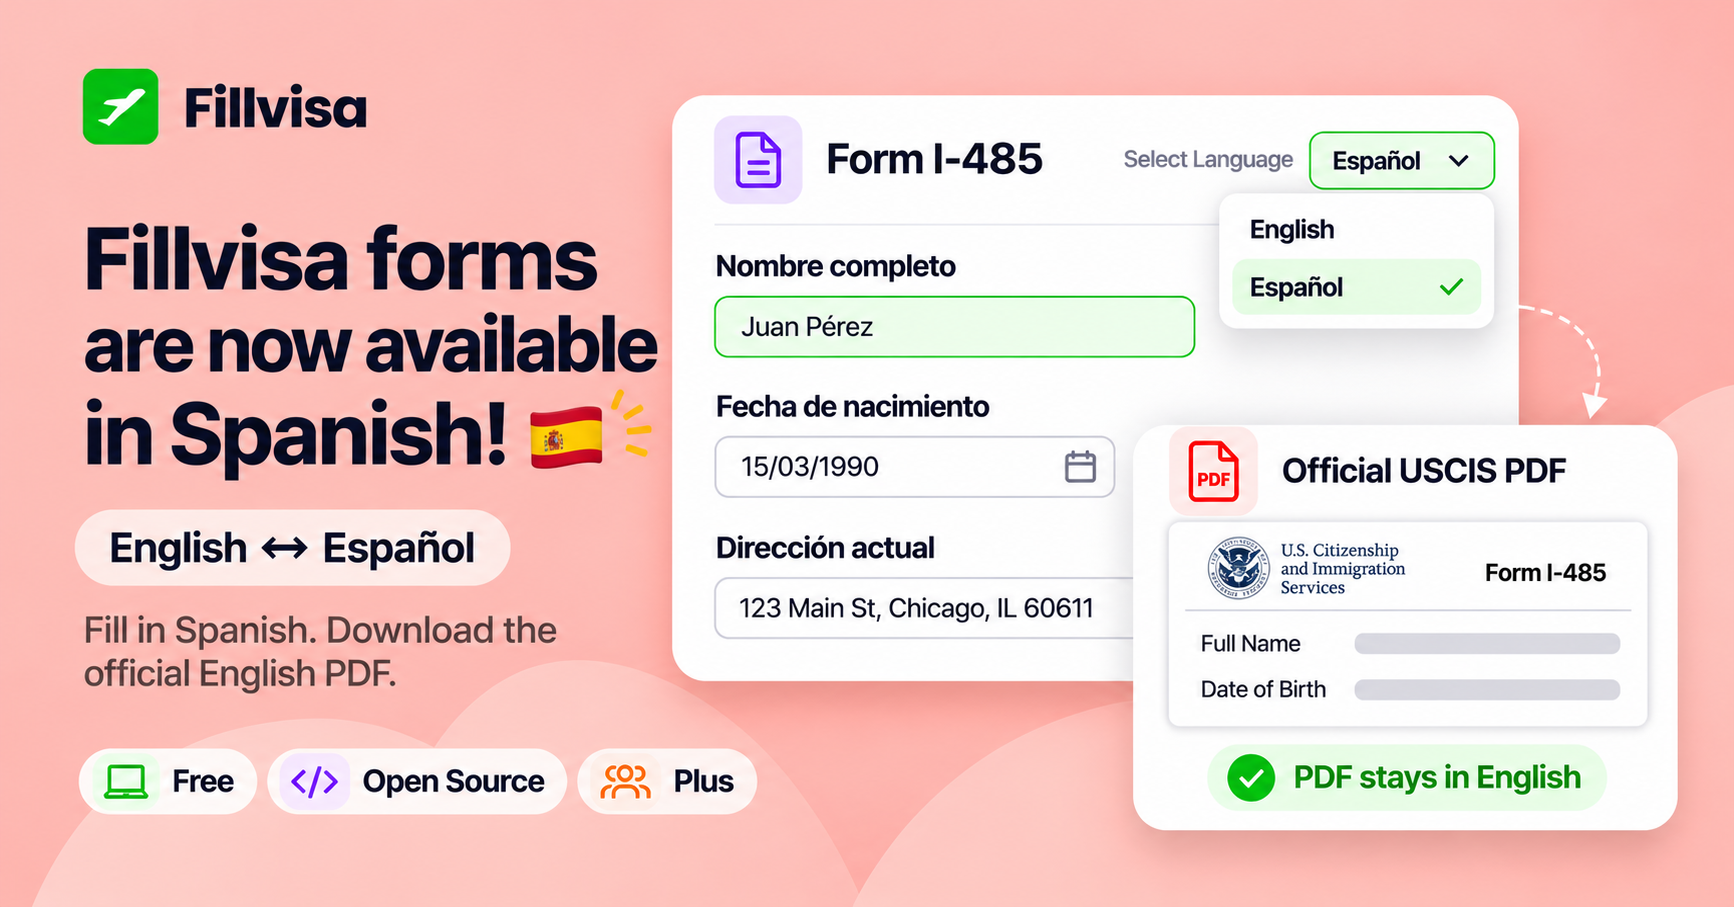 Fillvisa
Fillvisa forms
are now available
in Spanish!
English ↔ Español
Fill in Spanish. Download the
official English PDF.
Free
Open Source
Plus
Form I-485
Select Language
Español
English
Español
Nombre completo
Juan Pérez
Fecha de nacimiento
15/03/1990
Dirección actual
123 Main St, Chicago, IL 60611
PDF
Official USCIS PDF
U.S. Citizenship
and Immigration
Services
Form I-485
Full Name
Date of Birth
PDF stays in English